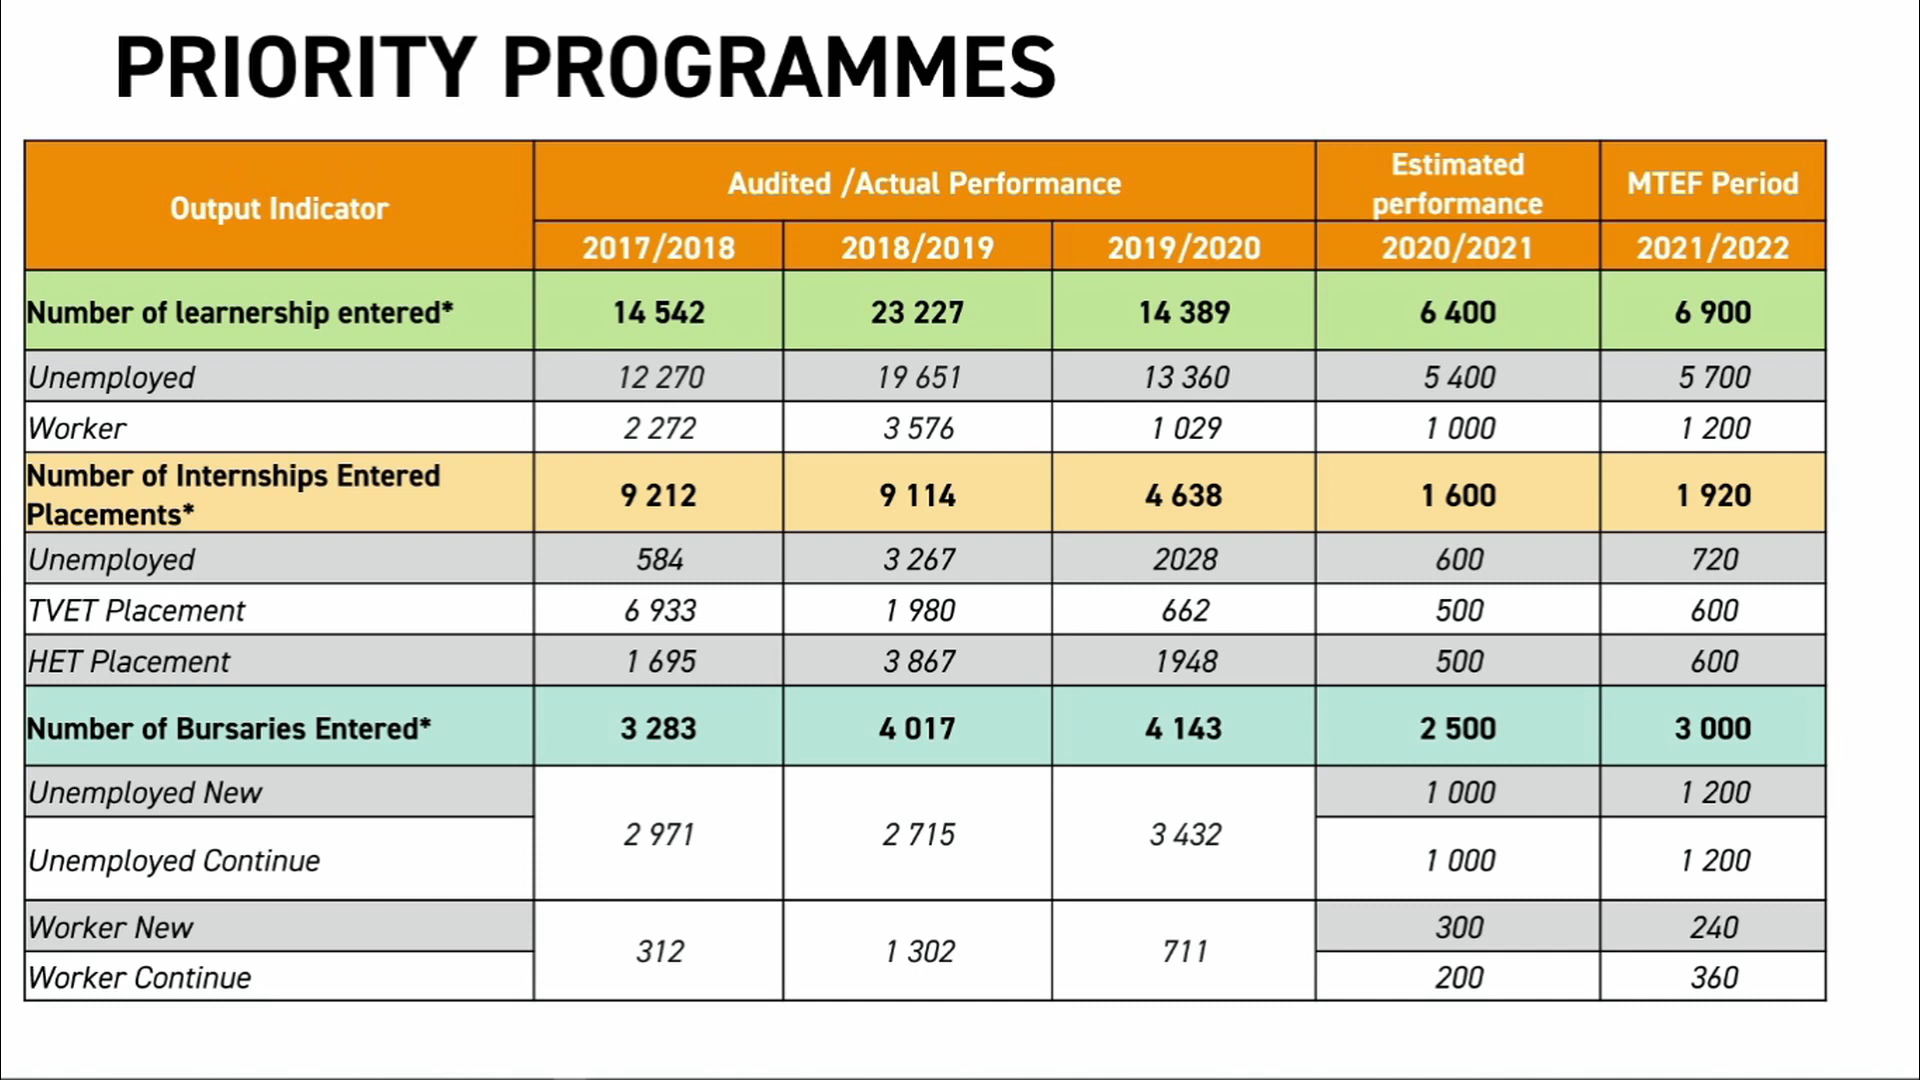 PRIORITY PROGRAMMES
Output Indicator
Audited /Actual Performance
Estimated
performance
MTEF Period
2017/2018 2018/2019 2019/2020 2020/2021 2021/2022
Number of learnership entered* 14 542 23 227 14 389 6 400 6 900
Unemployed 12 270 19 651 13 360 5 400 5 700
Worker 2 272 3 576 1 029 1 000 1 200
Number of Internships Entered
Placements* 9 212 9 114 4 638 1 600 1 920
Unemployed 584 3 267 2028 600 720
TVET Placement 6 933 1 980 662 500 600
HET Placement 1 695 3 867 1948 500 600
Number of Bursaries Entered* 3 283 4 017 4 143 2 500 3 000
Unemployed New 2 971 2 715 3 432 1 000 1 200
Unemployed Continue 1 000 1 200
Worker New 312 1 302 711 300 240
Worker Continue 200 360